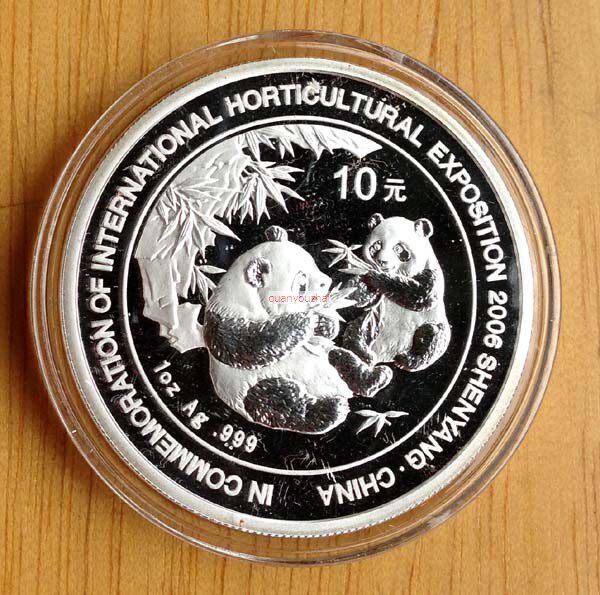 IN COMMEMORATION OF INTERNATIONAL HORTICULTURAL EXPOSITION 2006 SHENYANG · CHINA
10元
quanyouzhai
1oz Ag .999